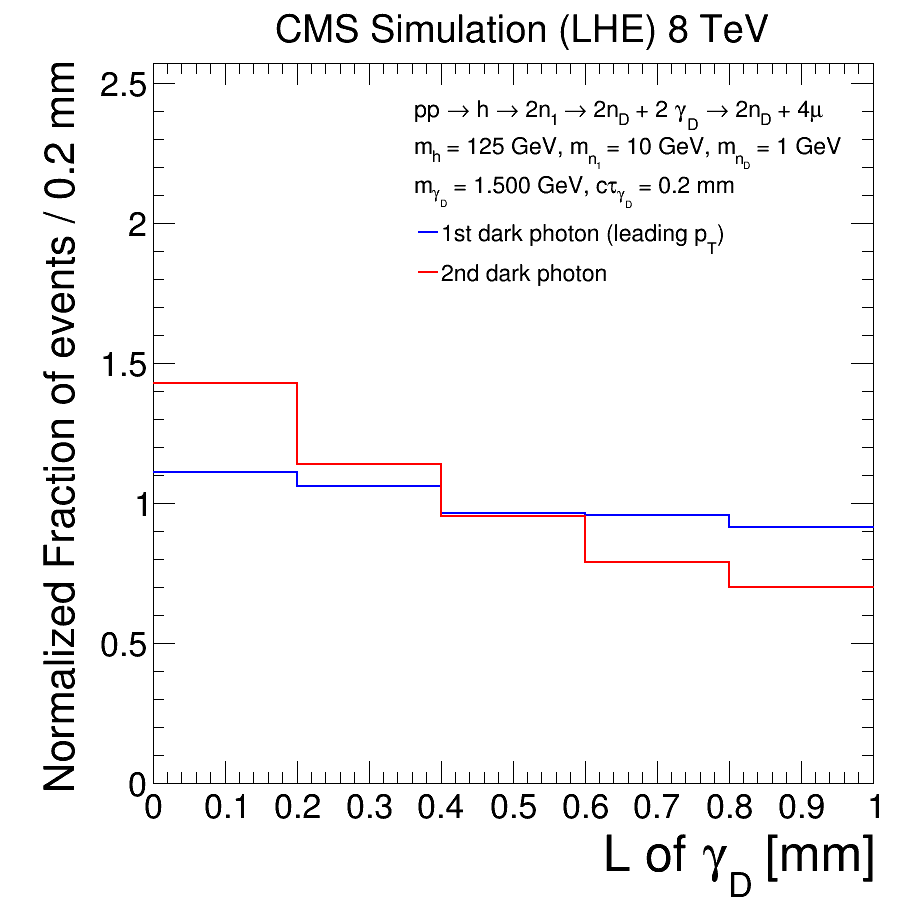 CMS Simulation (LHE) 8 TeV
pp → h → 2n1 → 2nD + 2 γD → 2nD + 4μ
mh = 125 GeV, mn1 = 10 GeV, mnD = 1 GeV
mγD = 1.500 GeV, cτγD = 0.2 mm
1st dark photon (leading pT)
2nd dark photon
Normalized Fraction of events / 0.2 mm
2.5
2
1.5
1
0.5
0
0 0.1 0.2 0.3 0.4 0.5 0.6 0.7 0.8 0.9 1
L of γD [mm]